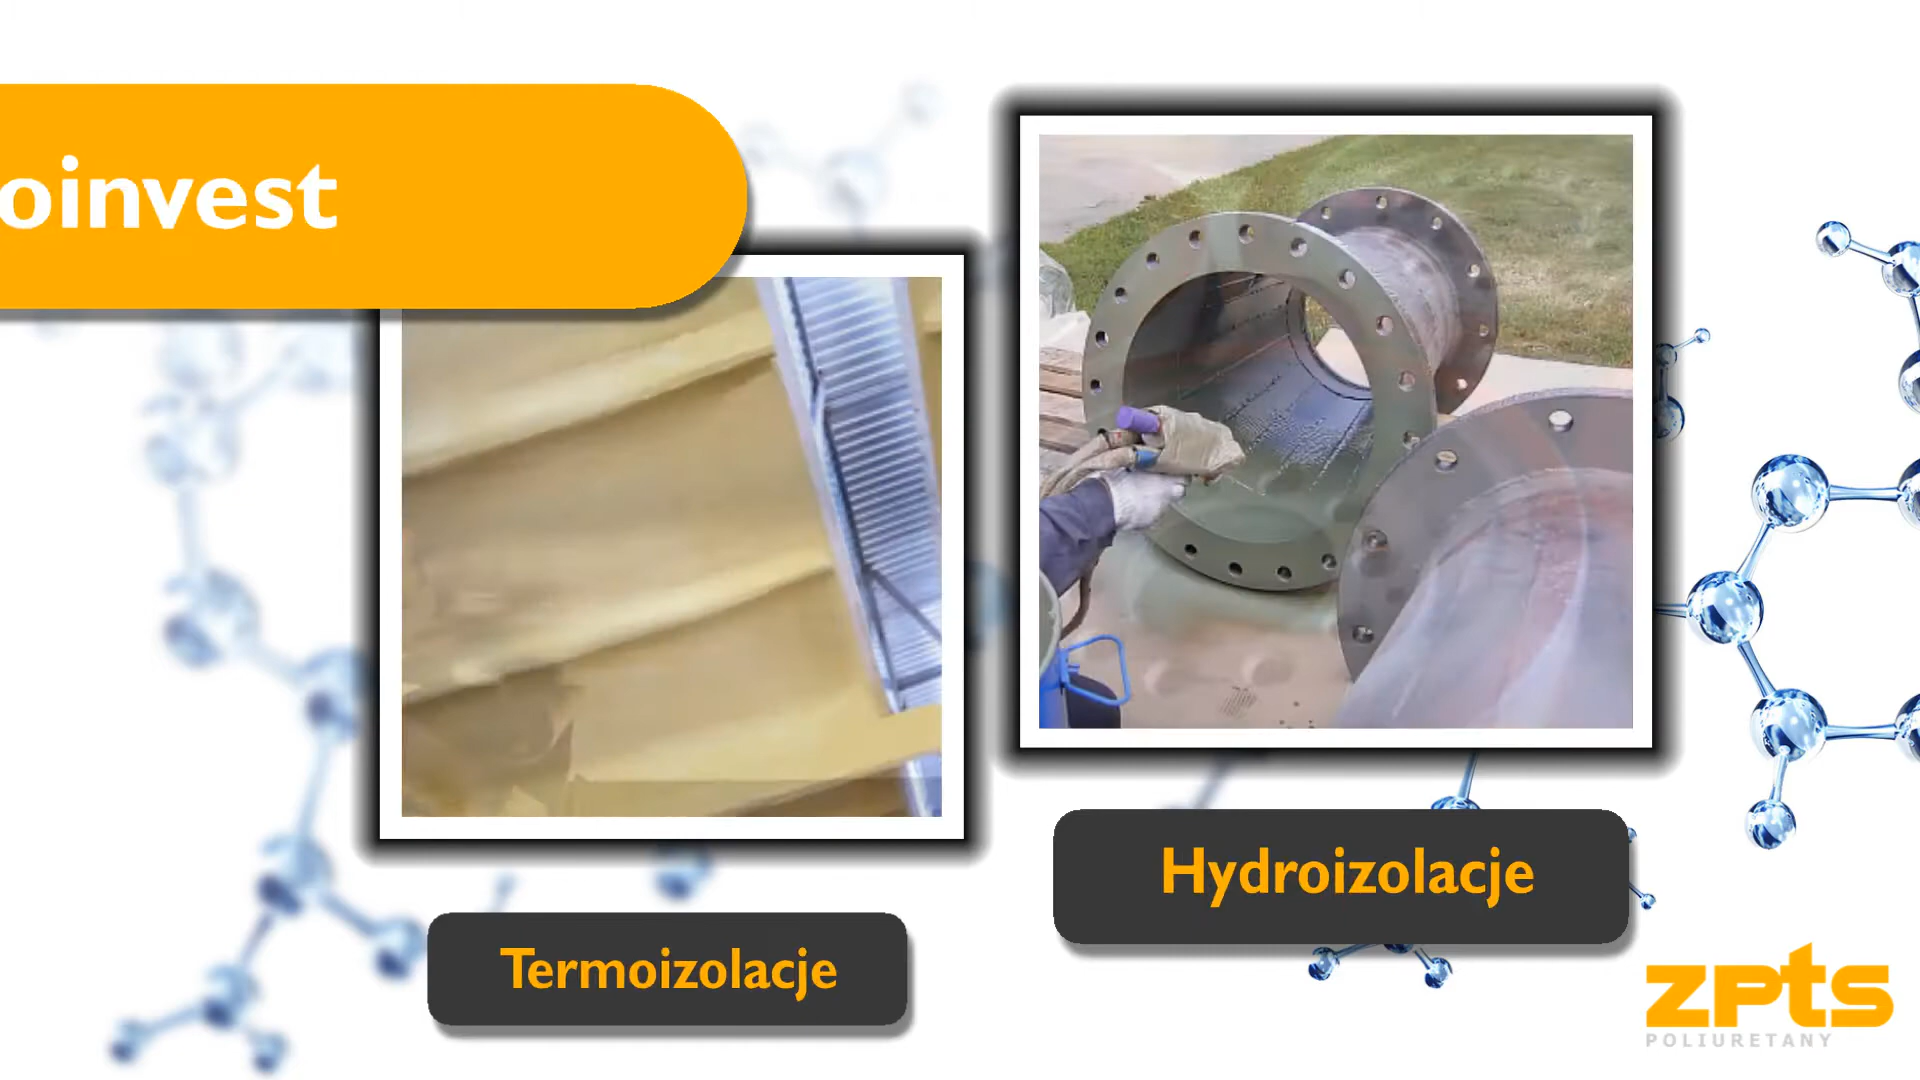 oinvest
Hydroizolacje
Termoizolacje
zpts
POLIURETANY